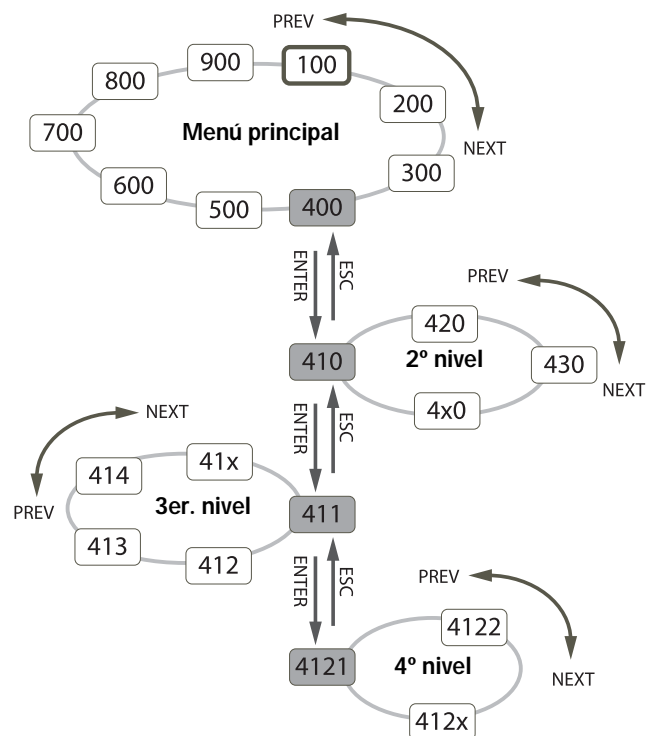 PREV
900
100
800
200
Menú principal
700
NEXT
300
600
500
400
ENTER
ESC
PREV
420
410
2º nivel
430
NEXT
4x0
ENTER
ESC
NEXT
41x
414
3er. nivel
411
PREV
413
412
ENTER
ESC
PREV
4122
4121
4º nivel
NEXT
412x